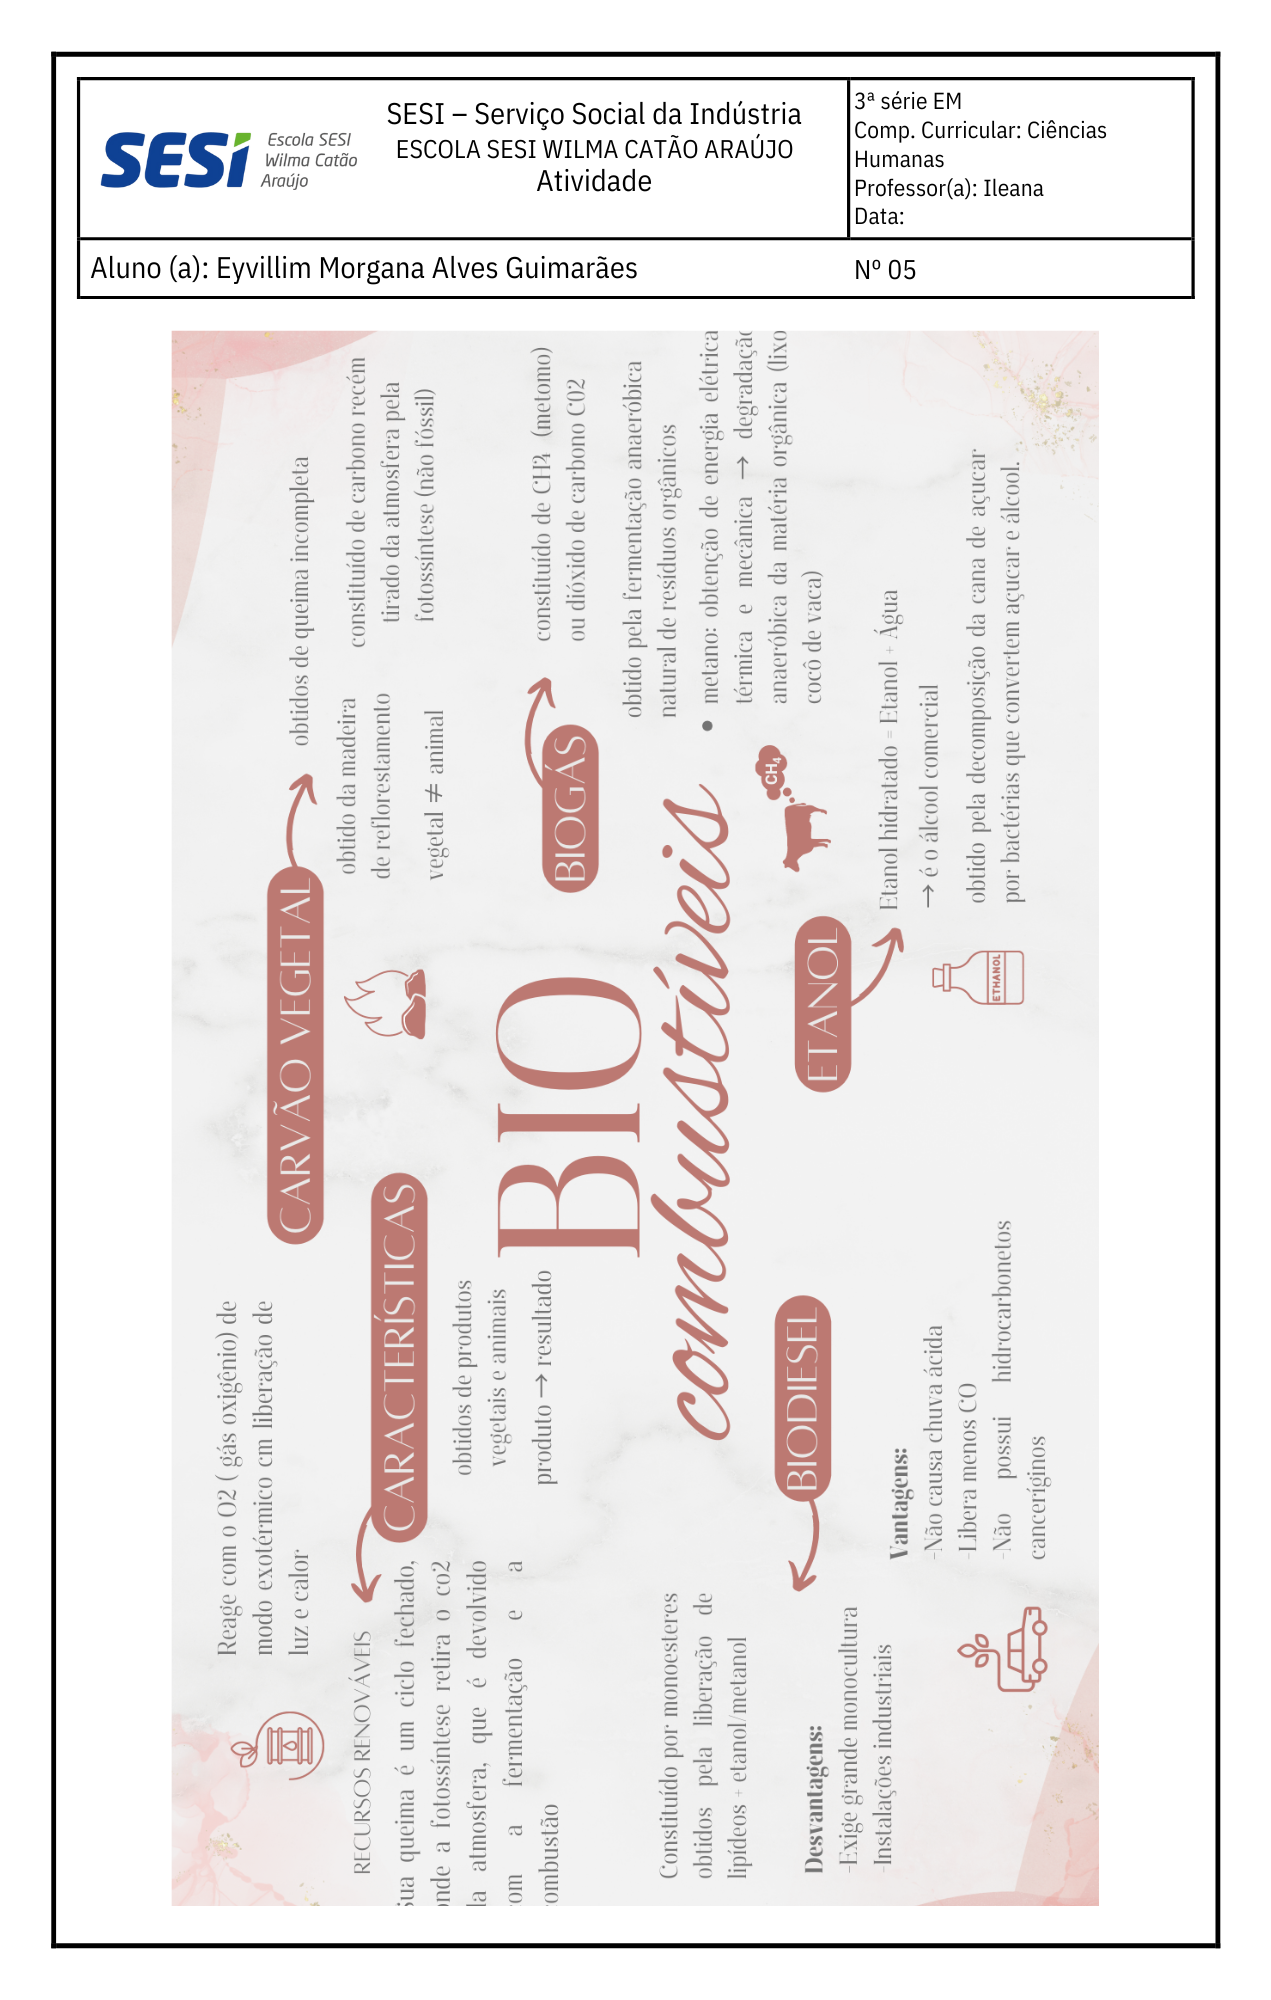 SESI
Escola SESI
Wilma Catão
Araújo
SESI – Serviço Social da Indústria
ESCOLA SESI WILMA CATÃO ARAÚJO
Atividade
3ª série EM
Comp. Curricular: Ciências
Humanas
Professor(a): Ileana
Data:
Aluno (a): Eyvillim Morgana Alves Guimarães
Nº 05
BIO
combustíveis
CARACTERÍSTICAS
obtidos de produtos
vegetais e animais
produto → resultado
RECURSOS RENOVÁVEIS
Sua queima é um ciclo fechado,
onde a fotossíntese retira o co2
da atmosfera, que é devolvido
com a fermentação e a
combustão
Reage com o O2 ( gás oxigênio) de
modo exotérmico cm liberação de
luz e calor
CARVÃO VEGETAL
obtidos de queima incompleta
obtido da madeira
de reflorestamento
vegetal ≠ animal
constituído de carbono recém
tirado da atmosfera pela
fotossíntese (não fóssil)
BIOGÁS
constituído de CH4 (metomo)
ou dióxido de carbono C02
obtido pela fermentação anaeróbica
natural de resíduos orgânicos
• metano: obtenção de energia elétrica
térmica e mecânica → degradação
anaeróbica da matéria orgânica (lixo
cocô de vaca)
CH4
ETANOL
Etanol hidratado = Etanol + Água
→ é o álcool comercial
obtido pela decomposição da cana de açucar
por bactérias que convertem açucar e álcool.
ETHANOL
BIODIESEL
Constituído por monoesteres
obtidos pela liberação de
lipídeos + etanol/metanol
Desvantagens:
-Exige grande monocultura
-Instalações industriais
Vantagens:
-Não causa chuva ácida
-Libera menos CO
-Não possui hidrocarbonetos
canceríginos